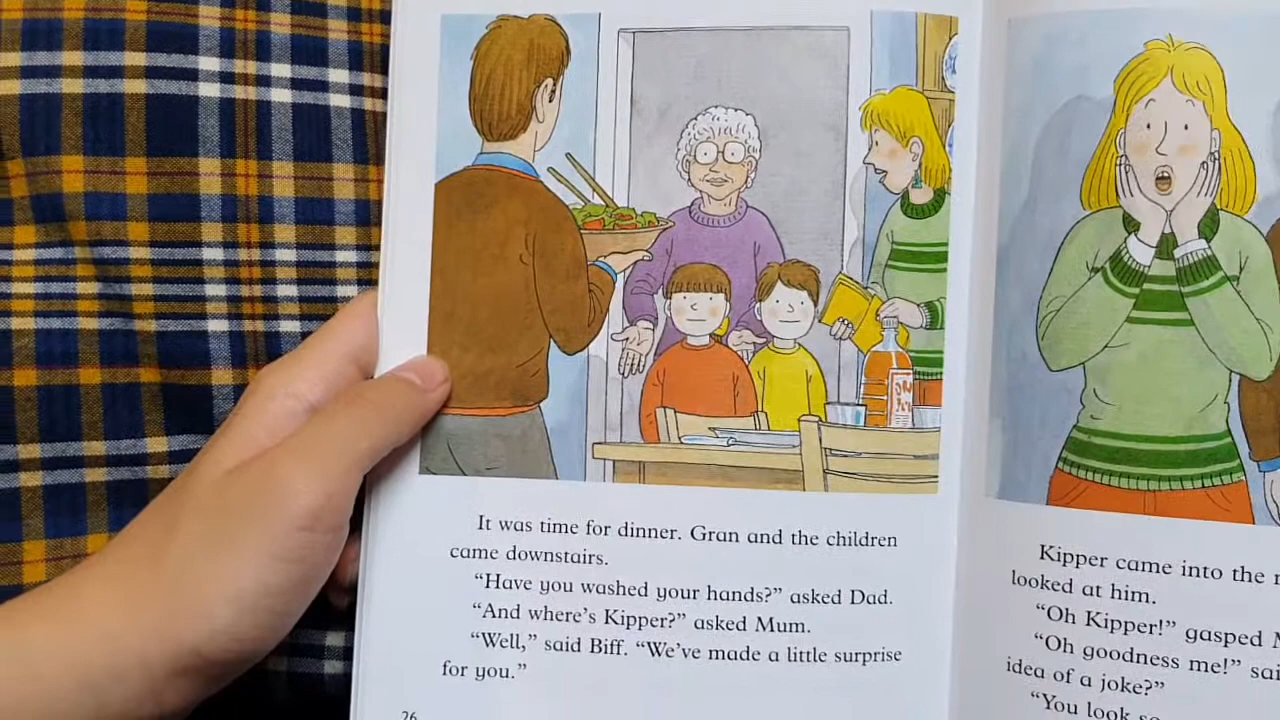 It was time for dinner. Gran and the children
came downstairs.
"Have you washed your hands?" asked Dad.
"And where's Kipper?" asked Mum.
"Well," said Biff. "We've made a little surprise
for you."
26
Kipper came into the
looked at him.
"Oh Kipper!" gasped
"Oh goodness me!"
idea of a joke?"
"You look